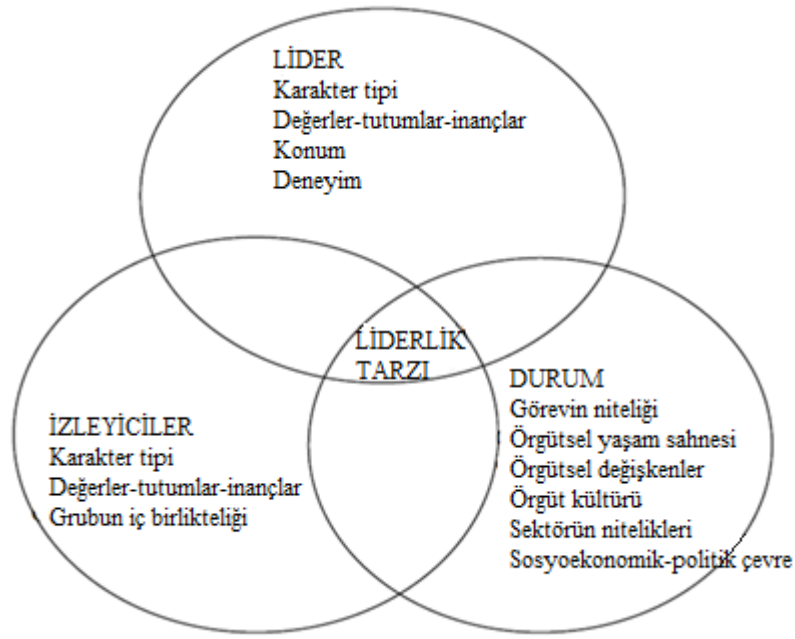 LİDER
Karakter tipi
Değerler-tutumlar-inançlar
Konum
Deneyim
LİDERLİK
TARZI
İZLEYİCİLER
Karakter tipi
Değerler-tutumlar-inançlar
Grubun iç birlikteliği
DURUM
Görevin niteliği
Örgütsel yaşam sahnesi
Örgütsel değişkenler
Örgüt kültürü
Sektörün nitelikleri
Sosyoekonomik-politik çevre